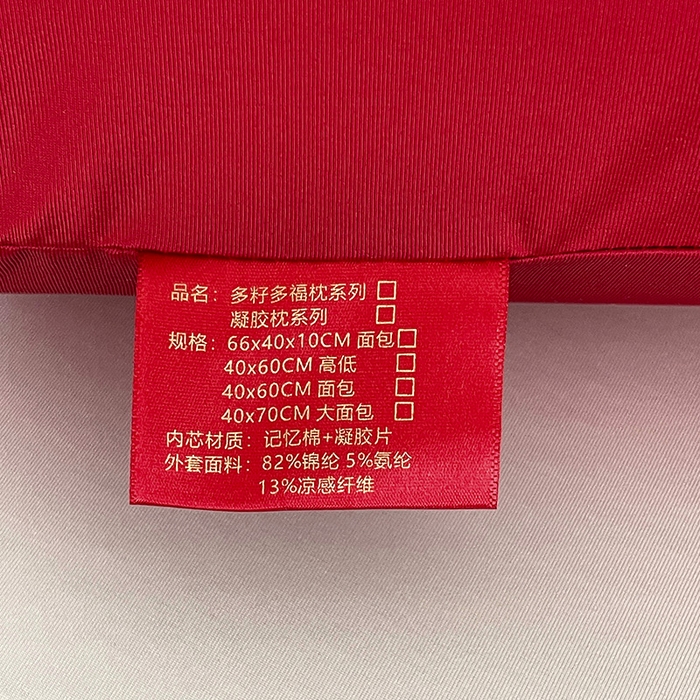 品名：多籽多福枕系列 □
凝胶枕系列 □
规格：66x40x10CM 面包□
40x60CM 高低 □
40x60CM 面包 □
40x70CM 大面包 □
内芯材质：记忆棉+凝胶片
外套面料：82%锦纶 5%氨纶
13%凉感纤维